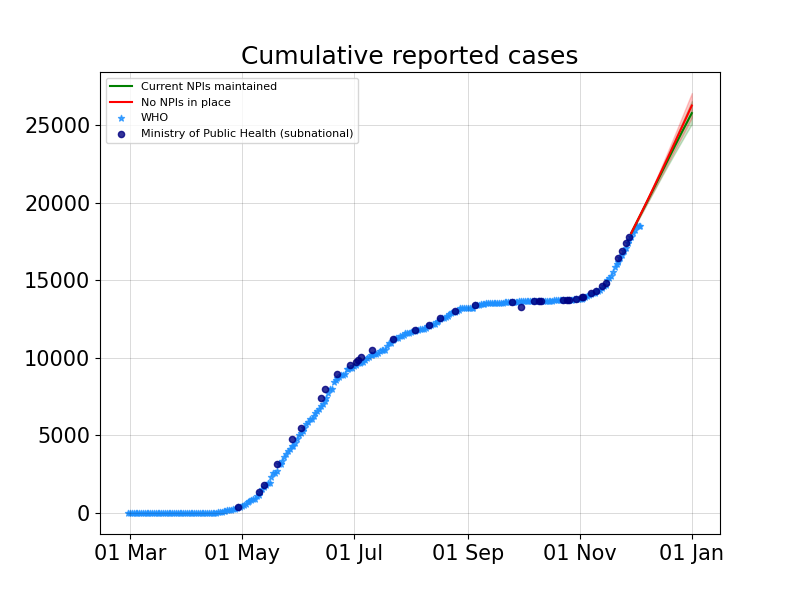 Cumulative reported cases
Current NPIs maintained
No NPIs in place
WHO
Ministry of Public Health (subnational)
25000
20000
15000
10000
5000
0
01 Mar 01 May 01 Jul 01 Sep 01 Nov 01 Jan